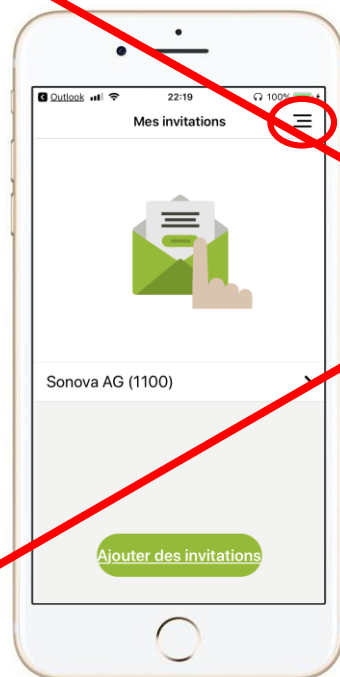 Outlook 22:19 100%
Mes invitations
Sonova AG (1100)
Ajouter des invitations